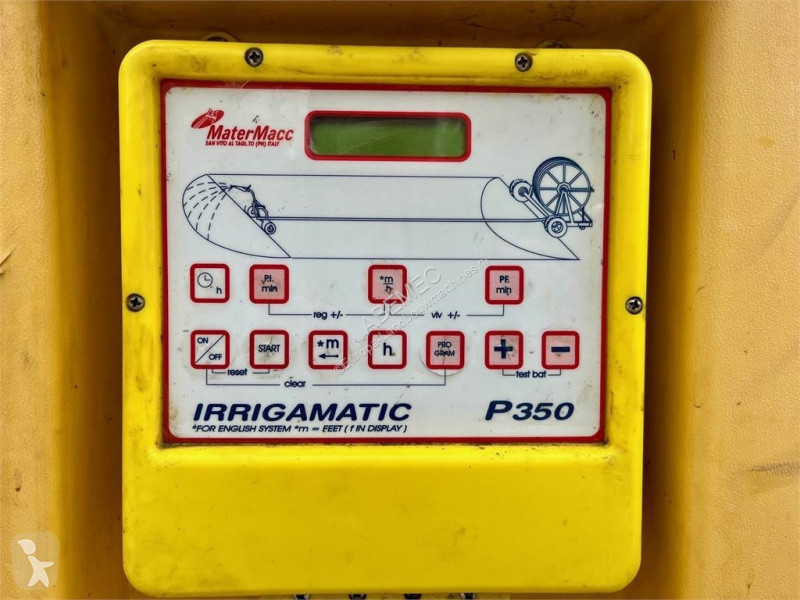 MaterMacc
SAN VITO AL TAGL.TO (PN) ITALY
h
P.I. min
*m h
P.F. min
reg +/-
vlv +/-
ON OFF
START
*m
h
PRO GRAM
+
-
reset
clear
test bat
IRRIGAMATIC
P350
*FOR ENGLISH SYSTEM *m = FEET ( f IN DISPLAY )
APEMEC